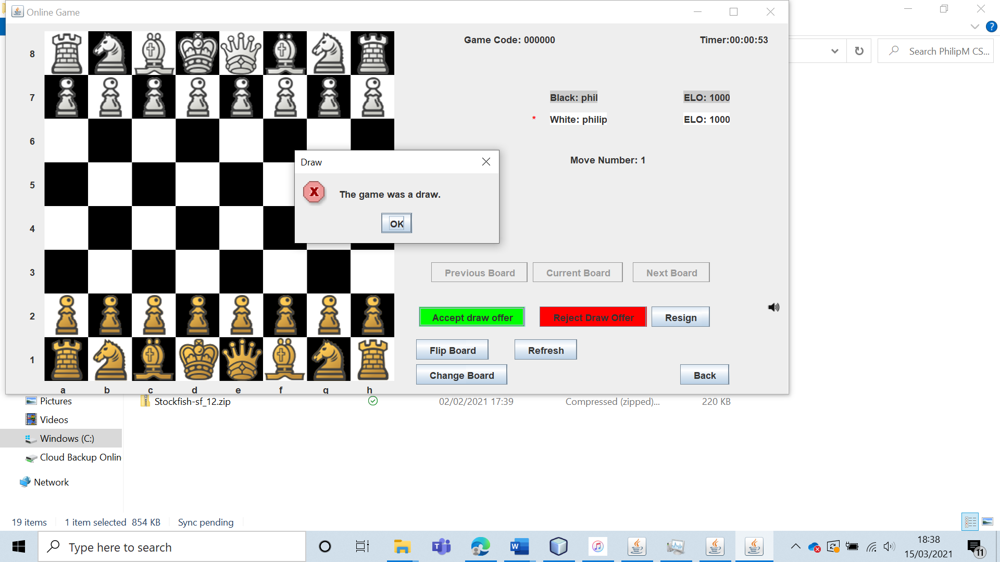 Online Game
Game Code: 000000
Timer:00:00:53
8
7
6
5
4
3
2
1
a b c d e f g h
Black: phil
ELO: 1000
*
White: philip
ELO: 1000
Move Number: 1
Draw
X
The game was a draw.
OK
Previous Board
Current Board
Next Board
Accept draw offer
Reject Draw Offer
Resign
Flip Board
Refresh
Change Board
Back
?
Search PhilipM CS...
Pictures
Stockfish-sf_12.zip
02/02/2021 17:39
Compressed (zipped)...
220 KB
Videos
Windows (C:)
Cloud Backup Onlin
Network
19 items
1 item selected 854 KB
Sync pending
Type here to search
T
W
18:38
15/03/2021
11